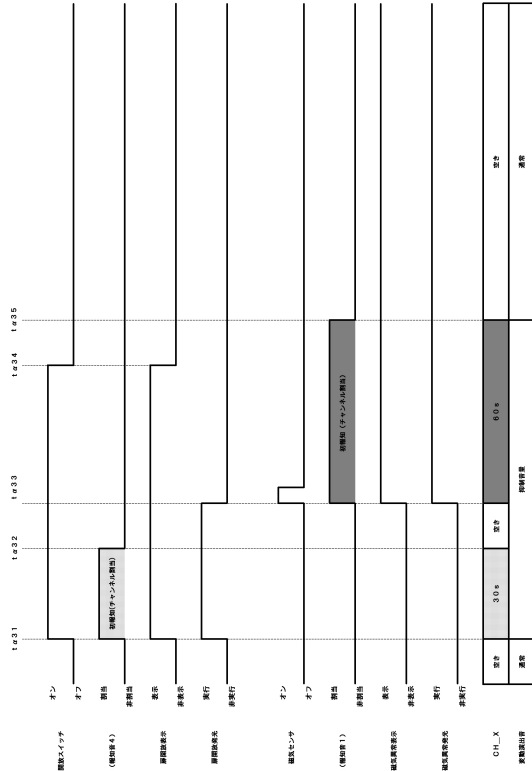 tα31 tα32 tα33 tα34 tα35
開放スイッチ
オン
オフ
(報知音4)
割当
非割当
初報知(チャンネル割当)
扉開放表示
表示
非表示
扉開放発光
実行
非実行
磁気センサ
オン
オフ
(報知音1)
割当
非割当
初報知(チャンネル割当)
磁気異常表示
表示
非表示
磁気異常発光
実行
非実行
CH_X
空き 30s 空き 60s 空き
変動演出音
通常 抑制音量 通常